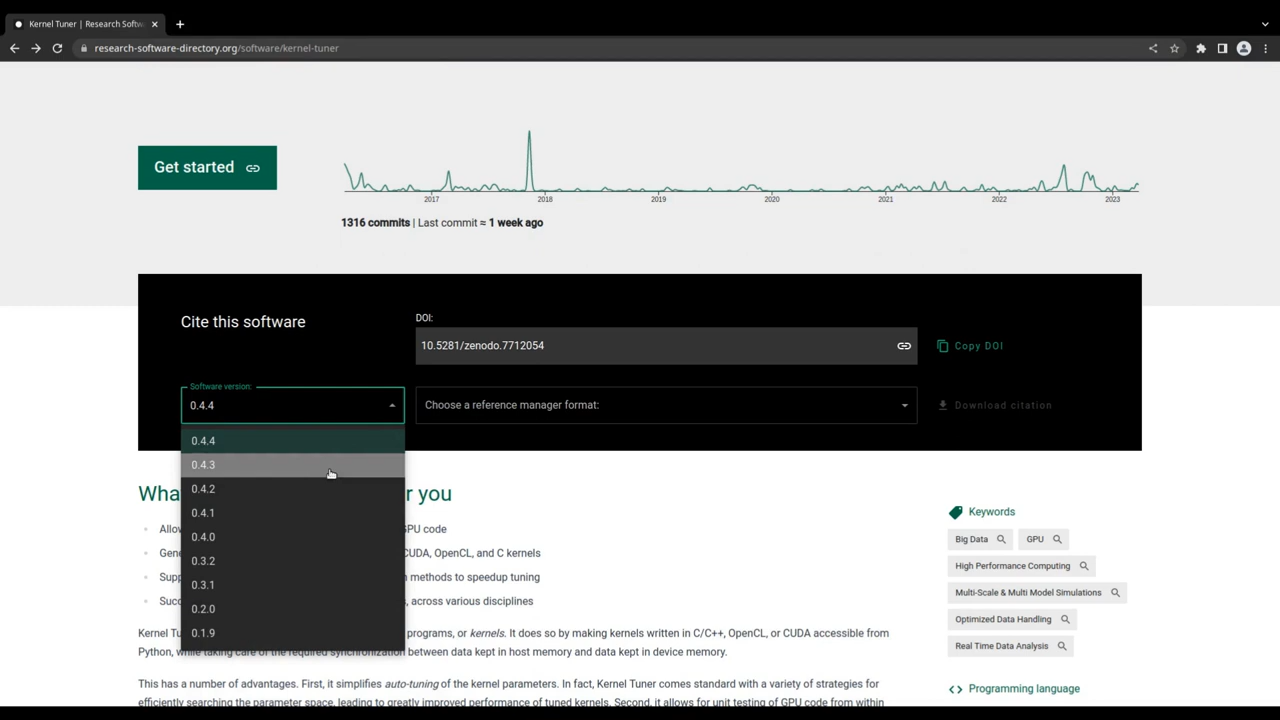 Kernel Tuner | Research Softw
research-software-directory.org/software/kernel-tuner
Get started
2017 2018 2019 2020 2021 2022 2023
1316 commits | Last commit ≈ 1 week ago
Cite this software
DOI:
10.5281/zenodo.7712054
Copy DOI
Software version:
0.4.4
Choose a reference manager format:
Download citation
0.4.4
0.4.3
0.4.2
0.4.1
0.4.0
0.3.2
0.3.1
0.2.0
0.1.9
Wha r you
Allow GPU code
Gene CUDA, OpenCL, and C kernels
Supp n methods to speedup tuning
Succ s, across various disciplines
Kernel Tu programs, or kernels. It does so by making kernels written in C/C++, OpenCL, or CUDA accessible from
Python, while taking care of the required synchronization between data kept in host memory and data kept in device memory.
This has a number of advantages. First, it simplifies auto-tuning of the kernel parameters. In fact, Kernel Tuner comes standard with a variety of strategies for
efficiently searching the parameter space, leading to greatly improved performance of tuned kernels. Second, it allows for unit testing of GPU code from within
Keywords
Big Data
GPU
High Performance Computing
Multi-Scale & Multi Model Simulations
Optimized Data Handling
Real Time Data Analysis
Programming language